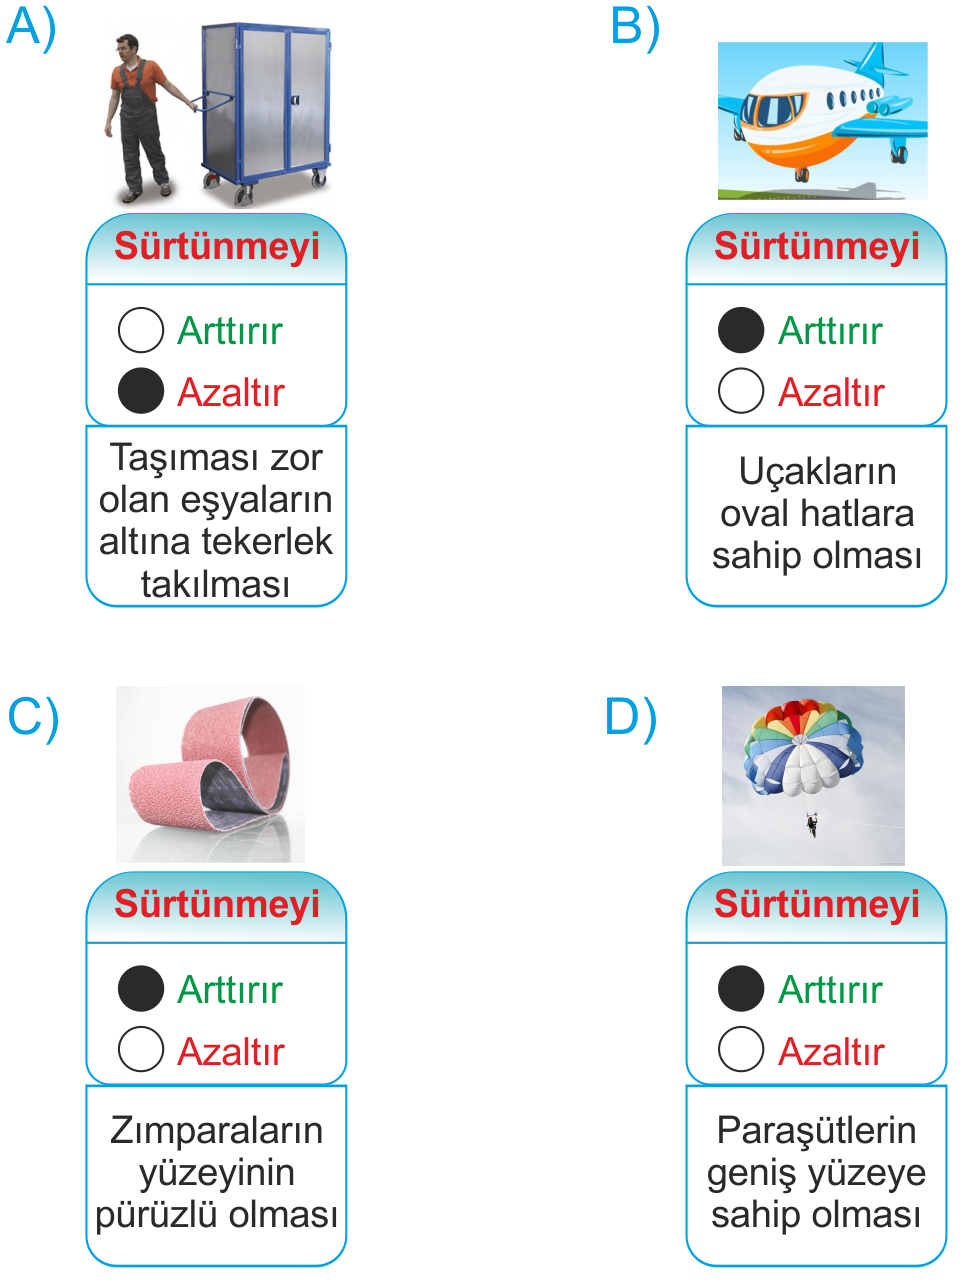 A)
Sürtünmeyi
Arttırır
Azaltır
Taşıması zor
olan eşyaların
altına tekerlek
takılması
B)
Sürtünmeyi
Arttırır
Azaltır
Uçakların
oval hatlara
sahip olması
C)
Sürtünmeyi
Arttırır
Azaltır
Zımparaların
yüzeyinin
pürüzlü olması
D)
Sürtünmeyi
Arttırır
Azaltır
Paraşütlerin
geniş yüzeye
sahip olması